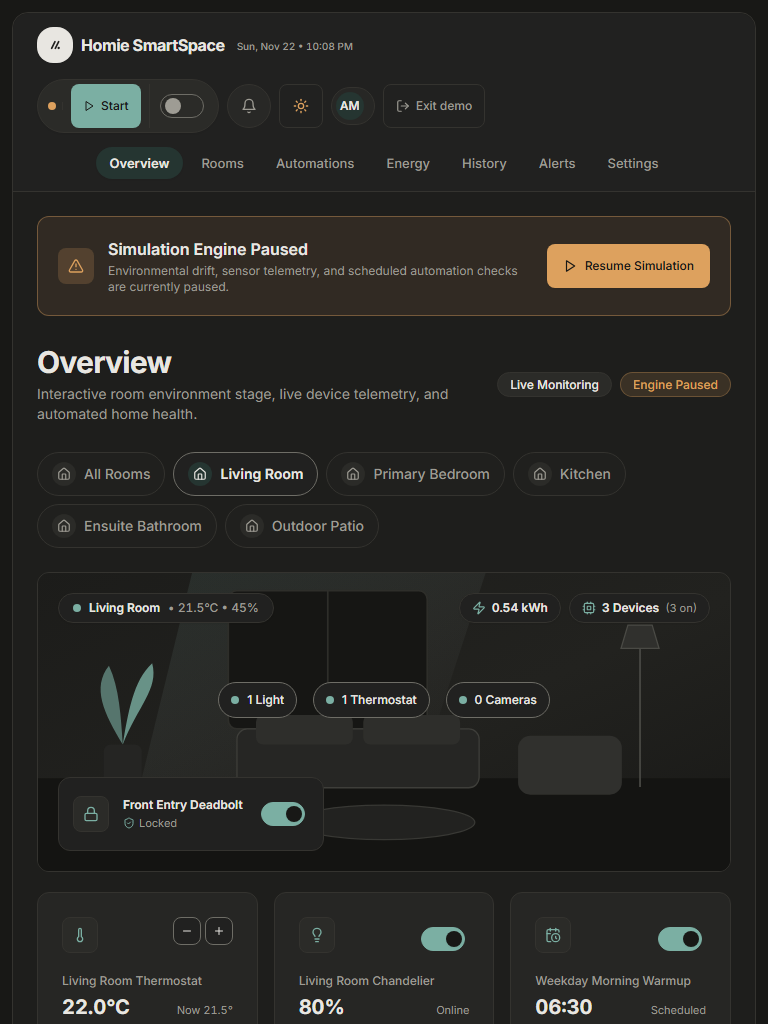 Homie SmartSpace
Sun, Nov 22 • 10:08 PM
Start
AM
Exit demo
Overview
Rooms
Automations
Energy
History
Alerts
Settings
Simulation Engine Paused
Environmental drift, sensor telemetry, and scheduled automation checks
are currently paused.
Resume Simulation
Overview
Interactive room environment stage, live device telemetry, and
automated home health.
Live Monitoring
Engine Paused
All Rooms
Living Room
Primary Bedroom
Kitchen
Ensuite Bathroom
Outdoor Patio
Living Room • 21.5°C • 45%
0.54 kWh
3 Devices (3 on)
1 Light
1 Thermostat
0 Cameras
Front Entry Deadbolt
Locked
Living Room Thermostat
22.0°C
Now 21.5°
Living Room Chandelier
80%
Online
Weekday Morning Warmup
06:30
Scheduled